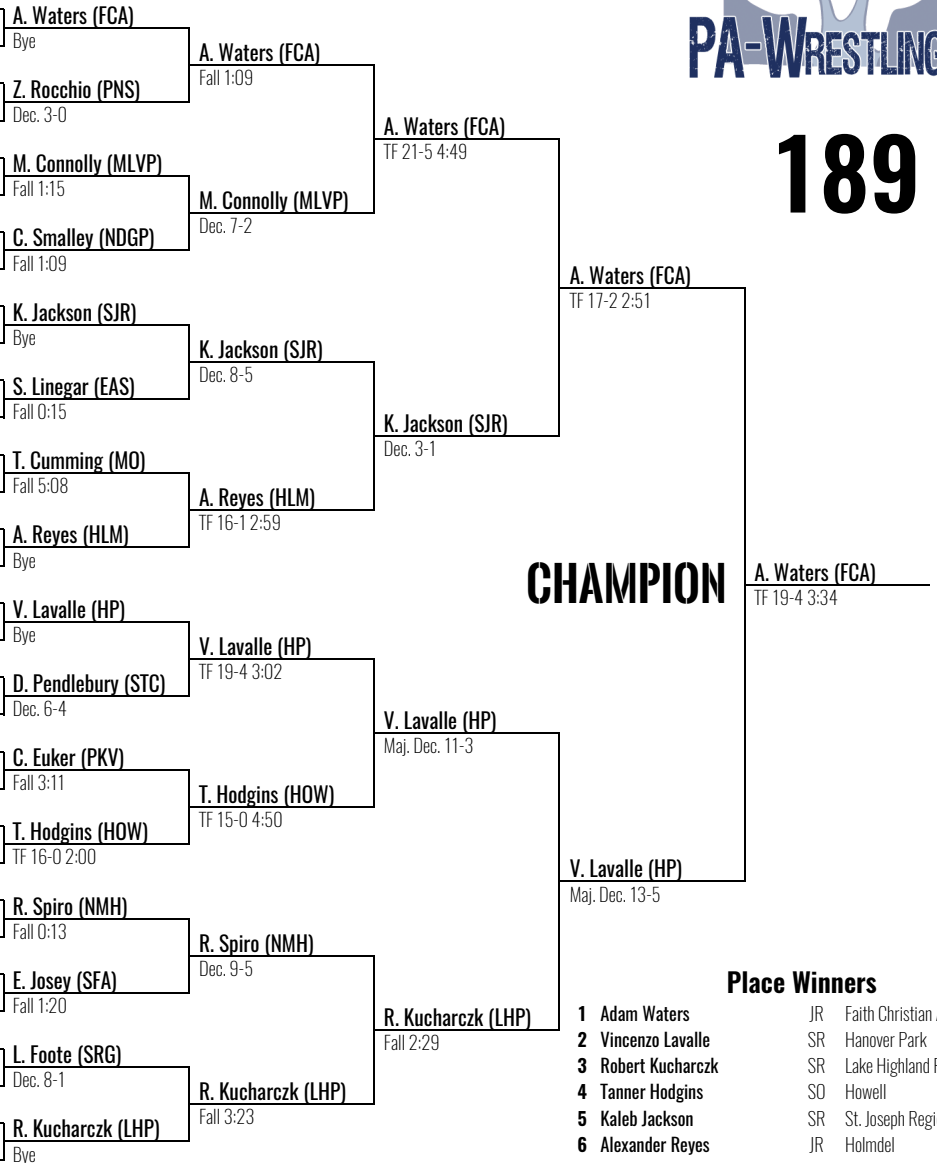 A. Waters (FCA)
Bye
Z. Rocchio (PNS)
Dec. 3-0
M. Connolly (MLVP)
Fall 1:15
C. Smalley (NDGP)
Fall 1:09
K. Jackson (SJR)
Bye
S. Linegar (EAS)
Fall 0:15
T. Cumming (MO)
Fall 5:08
A. Reyes (HLM)
Bye
V. Lavalle (HP)
Bye
D. Pendlebury (STC)
Dec. 6-4
C. Euker (PKV)
Fall 3:11
T. Hodgins (HOW)
TF 16-0 2:00
R. Spiro (NMH)
Fall 0:13
E. Josey (SFA)
Fall 1:20
L. Foote (SRG)
Dec. 8-1
R. Kucharczk (LHP)
Bye
A. Waters (FCA)
Fall 1:09
M. Connolly (MLVP)
Dec. 7-2
K. Jackson (SJR)
Dec. 8-5
A. Reyes (HLM)
TF 16-1 2:59
V. Lavalle (HP)
TF 19-4 3:02
T. Hodgins (HOW)
TF 15-0 4:50
R. Spiro (NMH)
Dec. 9-5
R. Kucharczk (LHP)
Fall 3:23
A. Waters (FCA)
TF 21-5 4:49
K. Jackson (SJR)
Dec. 3-1
V. Lavalle (HP)
Maj. Dec. 11-3
R. Kucharczk (LHP)
Fall 2:29
A. Waters (FCA)
TF 17-2 2:51
V. Lavalle (HP)
Maj. Dec. 13-5
PA-WRESTLING
189
CHAMPION
A. Waters (FCA)
TF 19-4 3:34
Place Winners
1 Adam Waters JR Faith Christian
2 Vincenzo Lavalle SR Hanover Park
3 Robert Kucharczk SR Lake Highland
4 Tanner Hodgins SO Howell
5 Kaleb Jackson SR St. Joseph Regi
6 Alexander Reyes JR Holmdel